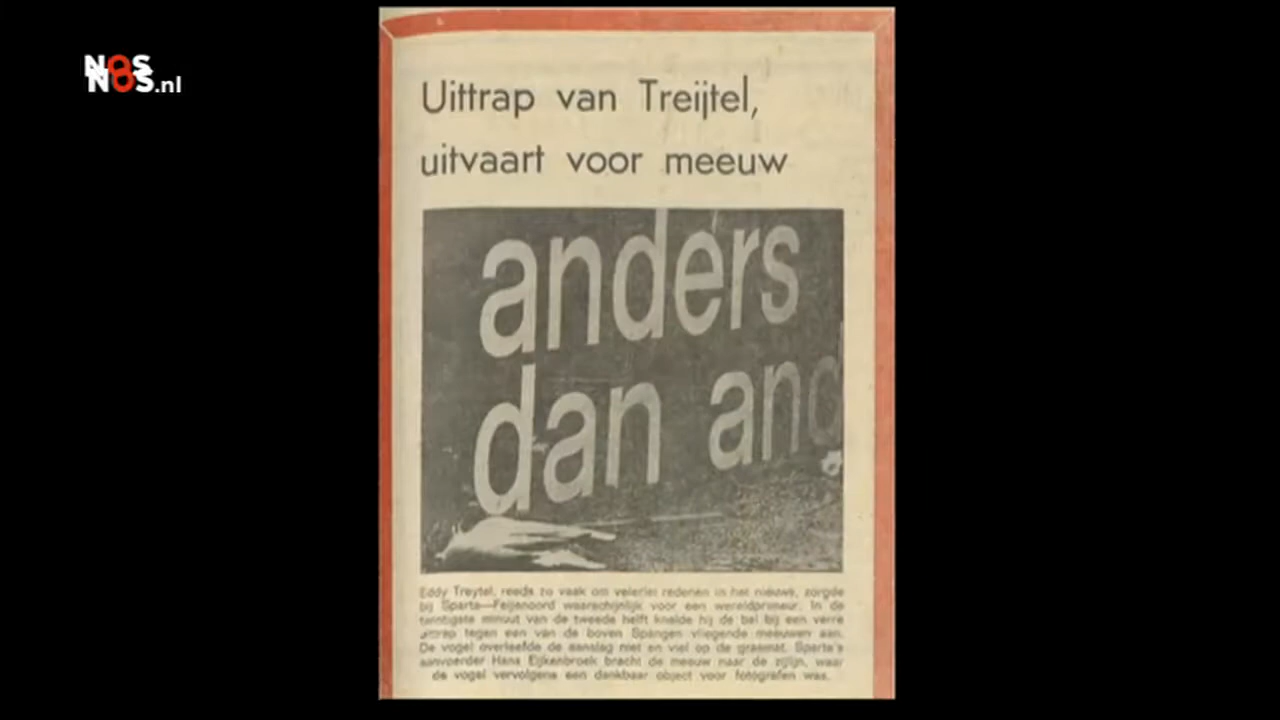 NOS
NOS.nl
Uittrap van Treijtel,
uitvaart voor meeuw
anders
dan and
Eddy Treytel, reeds zo vaak om velerlei redenen in het nieuws, zorgde
bij Sparta—Feijenoord waarschijnlijk voor een wereldprimeur. In de
twintigste minuut van de tweede helft knalde hij de bal bij een verre
uittrap tegen een van de boven Spangen vliegende meeuwen aan.
De vogel overleefde de aanslag niet en viel op de grasmat. Sparta's
aanvoerder Hans Eijkenbroek bracht de meeuw naar de zijlijn, waar
de vogel vervolgens een dankbaar object voor fotografen was.